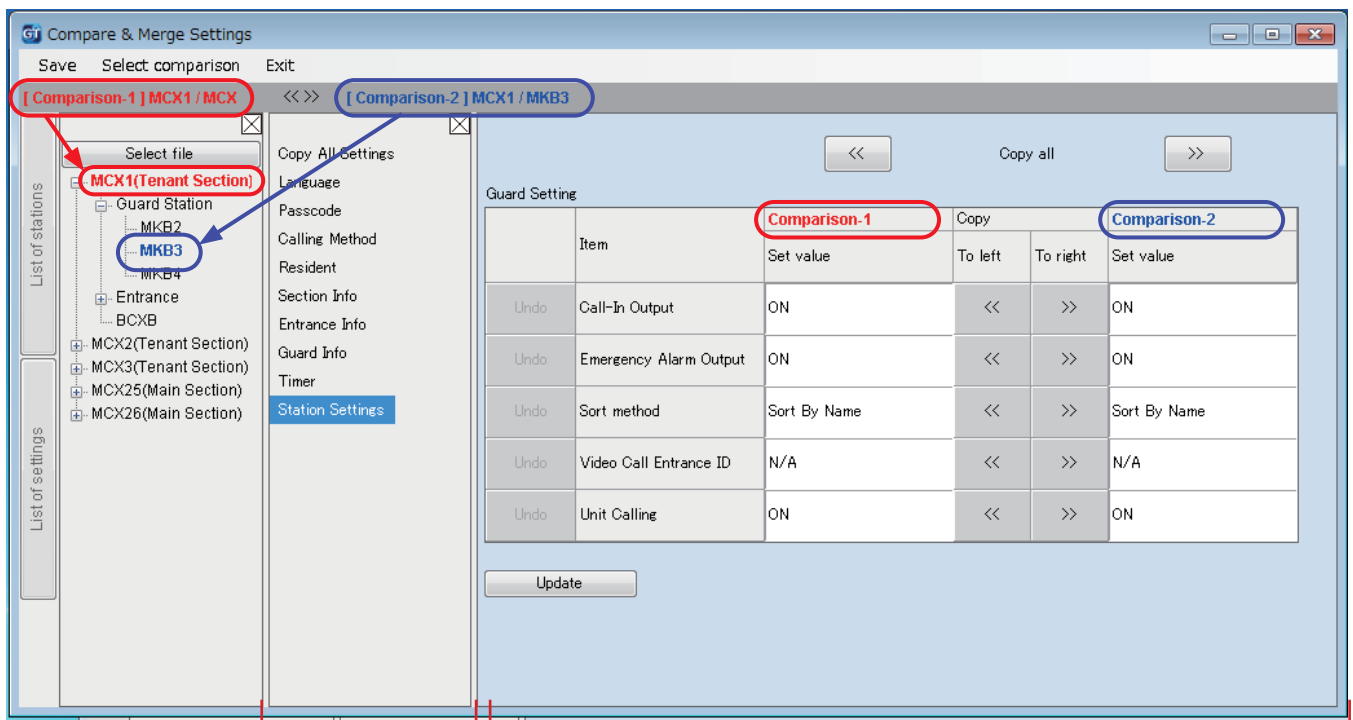 GT Compare & Merge Settings
Save Select comparison Exit
[ Comparison-1 ] MCX1 / MCX << >> [ Comparison-2 ] MCX1 / MKB3
List of stations
List of settings
Select file
MCX1(Tenant Section)
Guard Station
MKB2
MKB3
MKB4
Entrance
BCXB
MCX2(Tenant Section)
MCX3(Tenant Section)
MCX25(Main Section)
MCX26(Main Section)
Copy All Settings
Language
Passcode
Calling Method
Resident
Section Info
Entrance Info
Guard Info
Timer
Station Settings
<< Copy all >>
Guard Setting
Item Comparison-1 Copy Comparison-2
Set value To left To right Set value
Undo Call-In Output ON << >> ON
Undo Emergency Alarm Output ON << >> ON
Undo Sort method Sort By Name << >> Sort By Name
Undo Video Call Entrance ID N/A << >> N/A
Undo Unit Calling ON << >> ON
Update